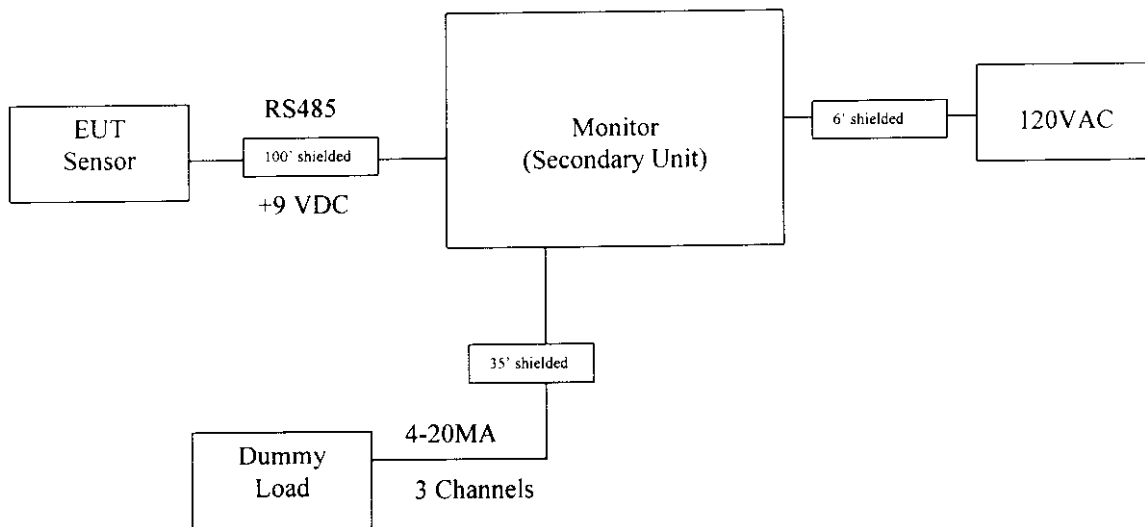 EUT
Sensor
RS485
100' shielded
+9 VDC
Monitor
(Secondary Unit)
6' shielded
120VAC
35' shielded
4-20MA
3 Channels
Dummy
Load